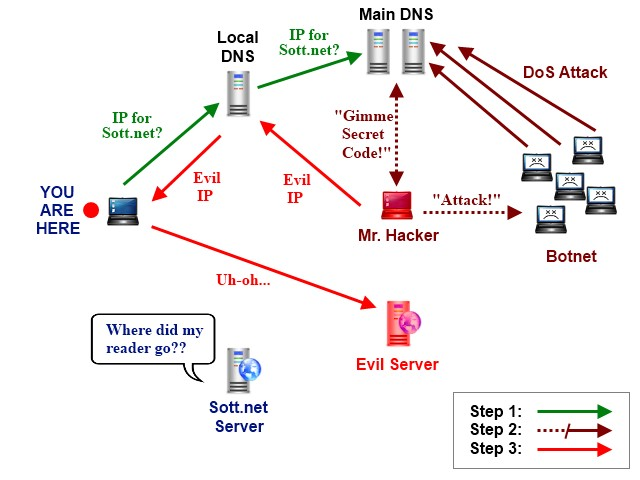 Main DNS
Local
DNS
IP for
Sott.net?
DoS Attack
IP for
Sott.net?
"Gimme
Secret
Code!"
Evil
IP
Evil
IP
YOU
ARE
HERE
"Attack!"
Mr. Hacker
Botnet
Uh-oh...
Where did my
reader go??
Evil Server
Sott.net
Server
Step 1:
Step 2:
Step 3: